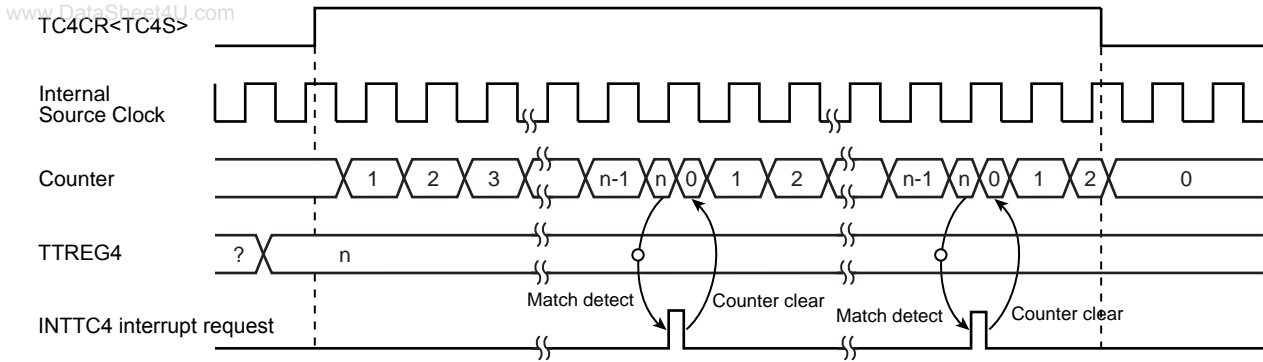 www.DataSheet4U.com
TC4CR<TC4S>
Internal
Source Clock
Counter
1 2 3 n-1 n 0 1 2 n-1 n 0 1 2 0
TTREG4
? n
Match detect Counter clear Match detect Counter clear
INTTC4 interrupt request